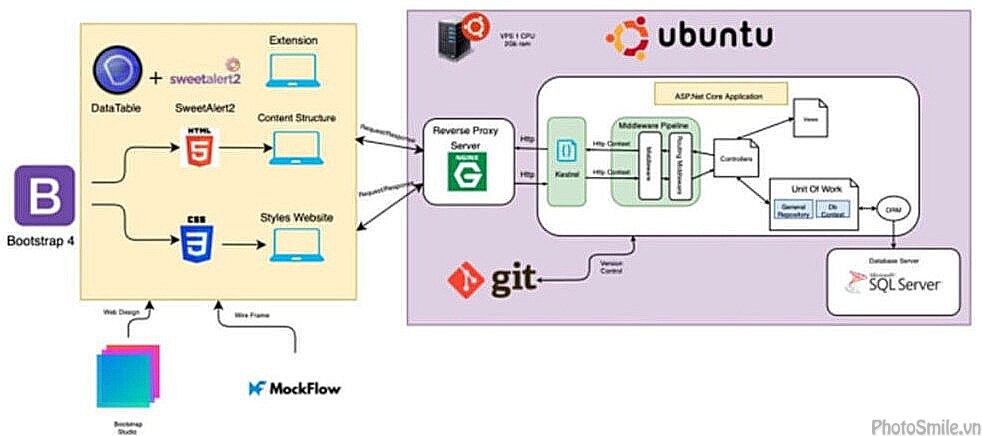 DataTable
+
sweetalert2
SweetAlert2
Extension
HTML
5
Content Structure
CSS
3
Styles Website
B
Bootstrap 4
Web Design
Wire Frame
Bootstrap
Studio
MockFlow
VPS 1 CPU
2Gb ram
ubuntu
Request/Response
Request/Response
Reverse Proxy
Server
NGINX
G
Http
Http
ASP.Net Core Application
{}
Kestrel
Http Context
Http Context
Middleware Pipeline
Middleware
Routing Middleware
Controllers
Views
Unit Of Work
General
Repository
Db
Context
ORM
git
Version
Control
Database Server
Microsoft
SQL Server
PhotoSmile.vn